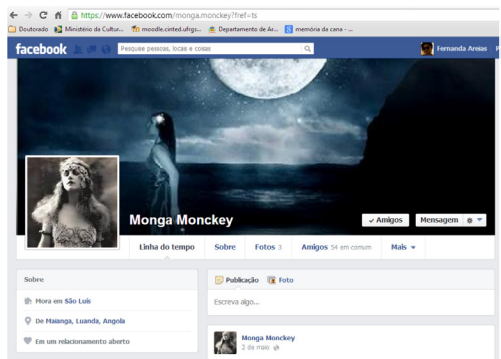 https://www.facebook.com/monga.monckey?fref=ts
Doutorado Ministério da Cultur... moodle.cinted.ufrgs... Departamento de Ar... memória da cana - ...
facebook Pesquise pessoas, locais e coisas Fernanda Areias
Monga Monckey
Amigos Mensagem
Linha do tempo Sobre Fotos 3 Amigos 54 em comum Mais
Sobre
Mora em São Luís
De Maianga, Luanda, Angola
Em um relacionamento aberto
Publicação Foto
Escreva algo...
Monga Monckey
2 de maio